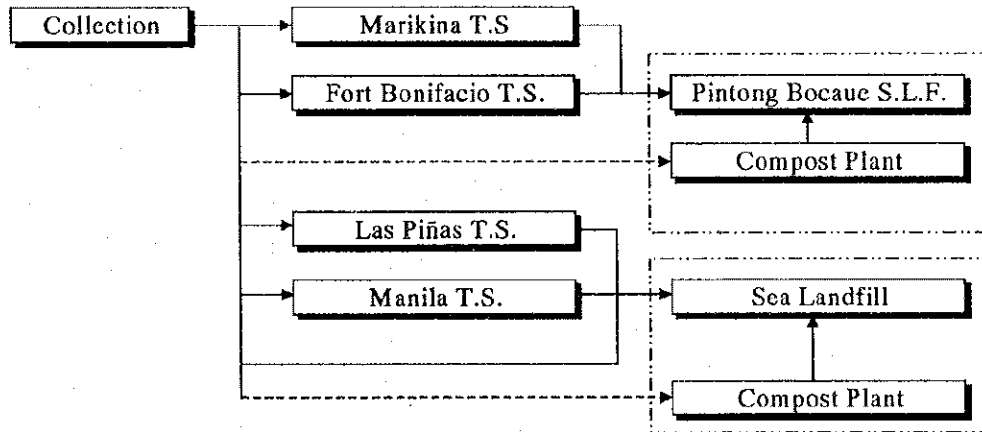 Collection
Marikina T.S
Fort Bonifacio T.S.
Pintong Bocaue S.L.F.
Compost Plant
Las Piñas T.S.
Manila T.S.
Sea Landfill
Compost Plant